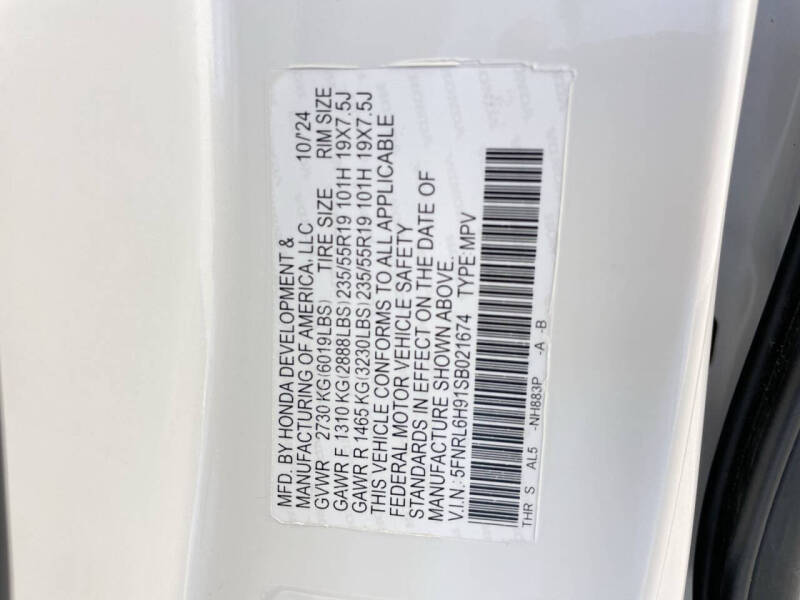 MFD. BY HONDA DEVELOPMENT &
MANUFACTURING OF AMERICA, LLC 10/'24
GVWR 2730 KG(6019LBS) TIRE SIZE RIM SIZE
GAWR F 1310 KG(2888LBS)235/55R19 101H 19X7.5J
GAWR R 1465 KG(3230LBS)235/55R19 101H 19X7.5J
THIS VEHICLE CONFORMS TO ALL APPLICABLE
FEDERAL MOTOR VEHICLE SAFETY
STANDARDS IN EFFECT ON THE DATE OF
MANUFACTURE SHOWN ABOVE.
V.I.N.: 5FNRL6H91SB021674 TYPE:MPV
THR S AL5 -NH883P -A -B